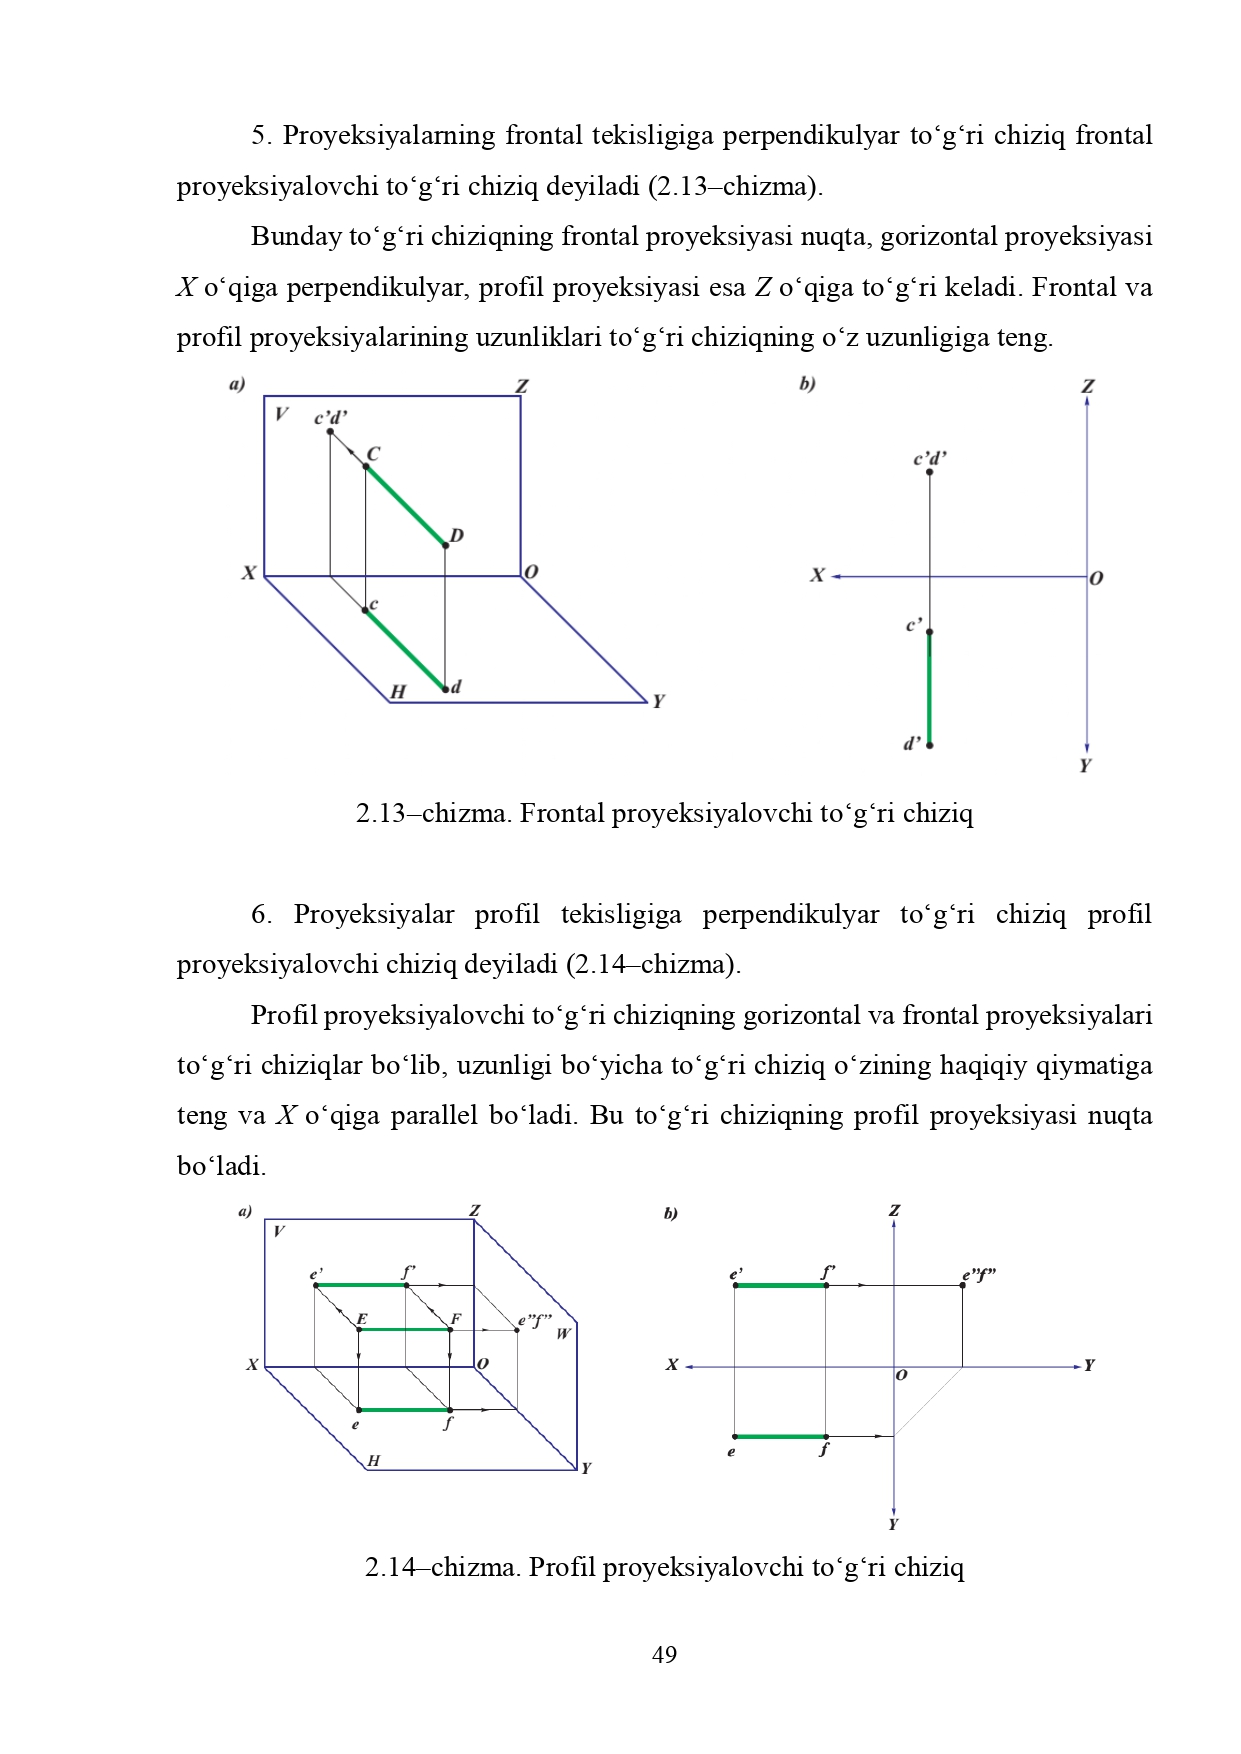 5. Proyeksiyalarning frontal tekisligiga perpendikulyar to‘g‘ri chiziq frontal
proyeksiyalovchi to‘g‘ri chiziq deyiladi (2.13–chizma).
Bunday to‘g‘ri chiziqning frontal proyeksiyasi nuqta, gorizontal proyeksiyasi
X o‘qiga perpendikulyar, profil proyeksiyasi esa Z o‘qiga to‘g‘ri keladi. Frontal va
profil proyeksiyalarining uzunliklari to‘g‘ri chiziqning o‘z uzunligiga teng.
a)
Z
V
c’d’
C
D
X
O
c
H
d
Y
b)
Z
c’d’
X
O
c’
d’
Y
2.13–chizma. Frontal proyeksiyalovchi to‘g‘ri chiziq
6. Proyeksiyalar profil tekisligiga perpendikulyar to‘g‘ri chiziq profil
proyeksiyalovchi chiziq deyiladi (2.14–chizma).
Profil proyeksiyalovchi to‘g‘ri chiziqning gorizontal va frontal proyeksiyalari
to‘g‘ri chiziqlar bo‘lib, uzunligi bo‘yicha to‘g‘ri chiziq o‘zining haqiqiy qiymatiga
teng va X o‘qiga parallel bo‘ladi. Bu to‘g‘ri chiziqning profil proyeksiyasi nuqta
bo‘ladi.
a)
Z
V
e’
f’
E
F
e”f”
W
X
O
e
f
H
Y
b)
Z
e’
f’
e”f”
X
Y
O
e
f
Y
2.14–chizma. Profil proyeksiyalovchi to‘g‘ri chiziq
49